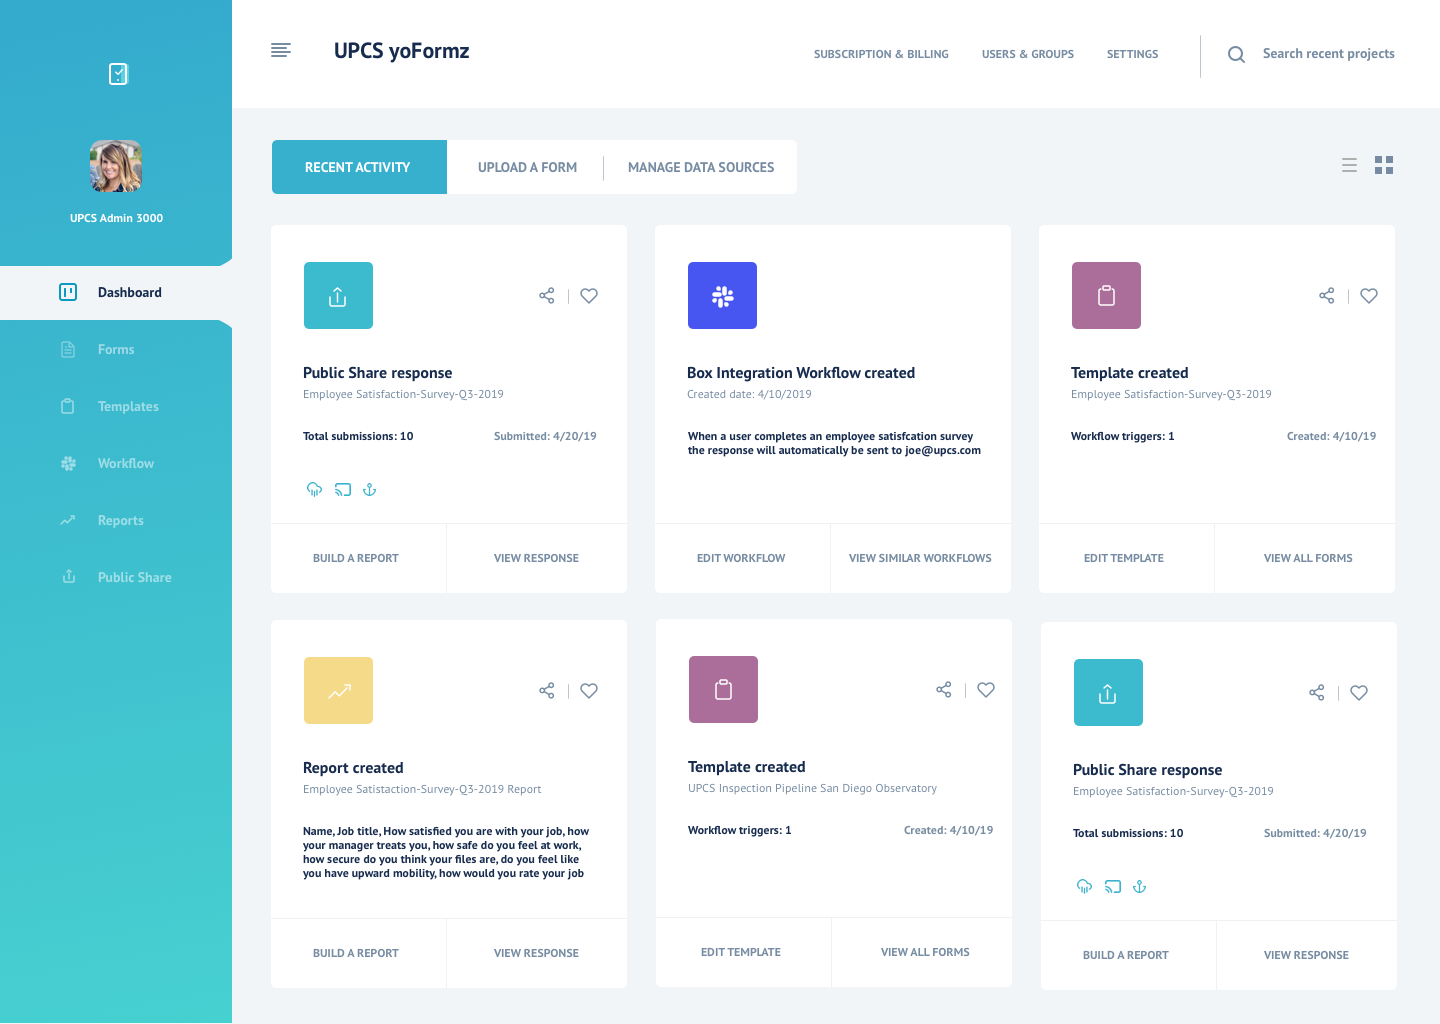 UPCS yoFormz
SUBSCRIPTION & BILLING
USERS & GROUPS
SETTINGS
Search recent projects
UPCS Admin 3000
Dashboard
Forms
Templates
Workflow
Reports
Public Share
RECENT ACTIVITY
UPLOAD A FORM
MANAGE DATA SOURCES
Public Share response
Employee Satisfaction-Survey-Q3-2019
Total submissions: 10
Submitted: 4/20/19
BUILD A REPORT
VIEW RESPONSE
Box Integration Workflow created
Created date: 4/10/2019
When a user completes an employee satisfcation survey
the response will automatically be sent to joe@upcs.com
EDIT WORKFLOW
VIEW SIMILAR WORKFLOWS
Template created
Employee Satisfaction-Survey-Q3-2019
Workflow triggers: 1
Created: 4/10/19
EDIT TEMPLATE
VIEW ALL FORMS
Report created
Employee Satistaction-Survey-Q3-2019 Report
Name, Job title, How satisfied you are with your job, how
your manager treats you, how safe do you feel at work,
how secure do you think your files are, do you feel like
you have upward mobility, how would you rate your job
BUILD A REPORT
VIEW RESPONSE
Template created
UPCS Inspection Pipeline San Diego Observatory
Workflow triggers: 1
Created: 4/10/19
EDIT TEMPLATE
VIEW ALL FORMS
Public Share response
Employee Satisfaction-Survey-Q3-2019
Total submissions: 10
Submitted: 4/20/19
BUILD A REPORT
VIEW RESPONSE